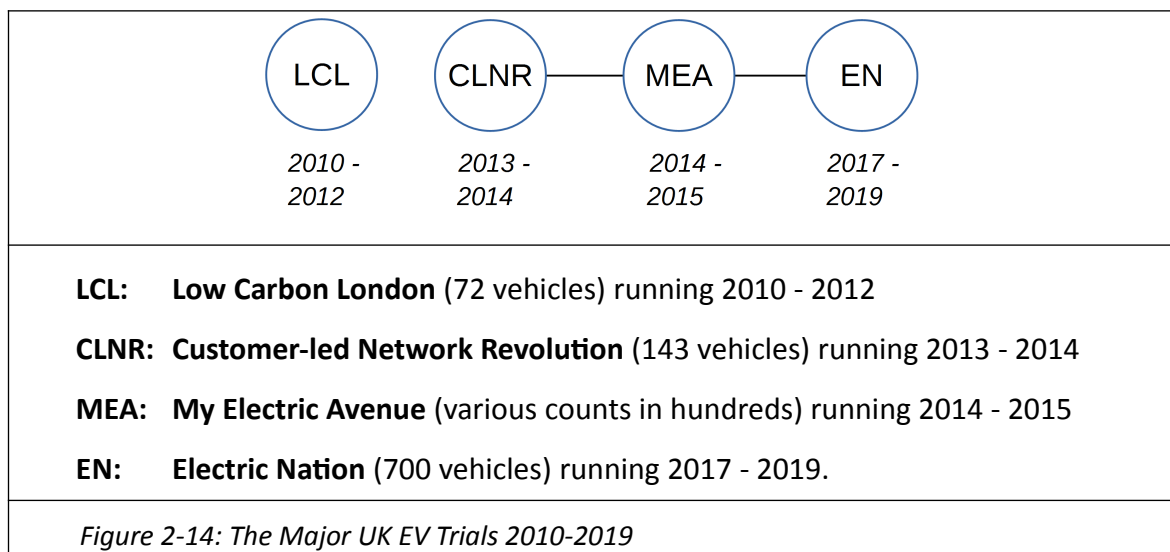 LCL CLNR MEA EN
2010 - 2013 - 2014 - 2017 -
2012 2014 2015 2019
LCL: Low Carbon London (72 vehicles) running 2010 - 2012
CLNR: Customer-led Network Revolution (143 vehicles) running 2013 - 2014
MEA: My Electric Avenue (various counts in hundreds) running 2014 - 2015
EN: Electric Nation (700 vehicles) running 2017 - 2019.
Figure 2-14: The Major UK EV Trials 2010-2019